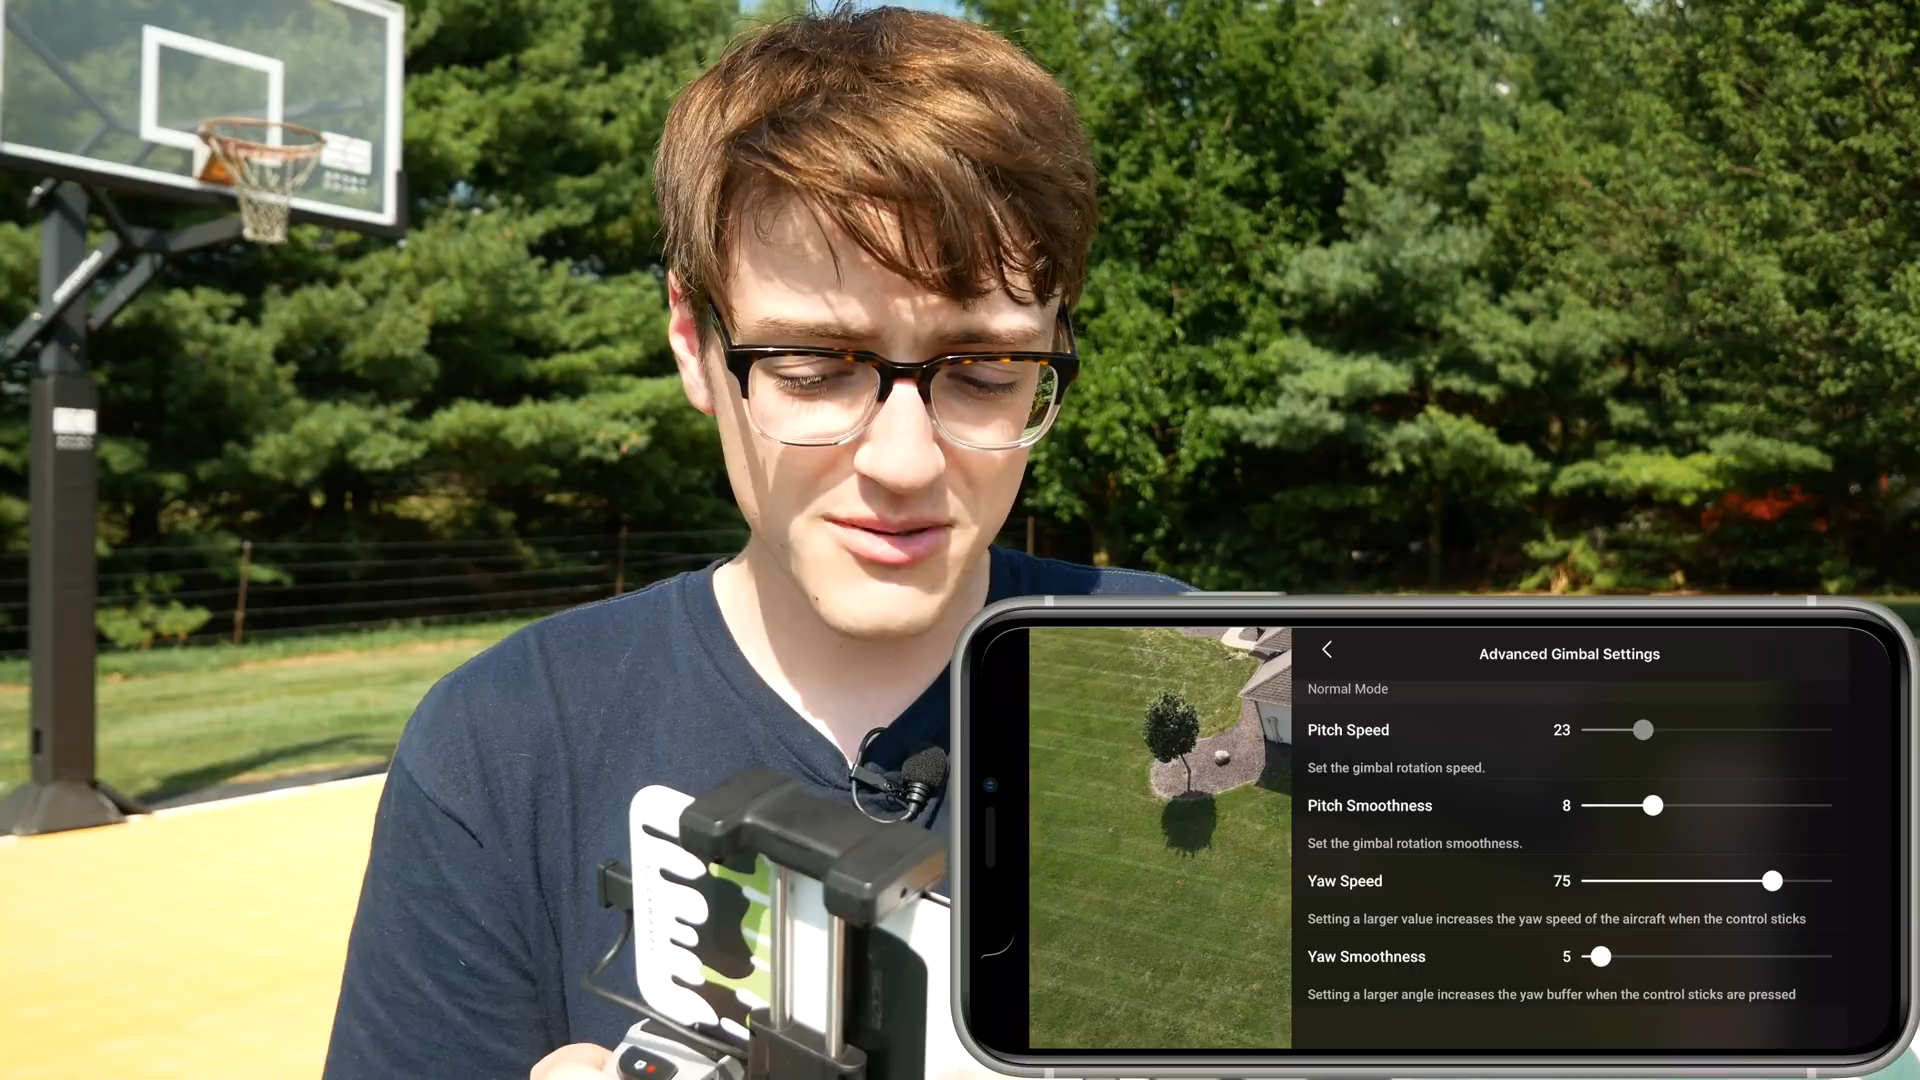 Advanced Gimbal Settings
Normal Mode
Pitch Speed 23
Set the gimbal rotation speed.
Pitch Smoothness 8
Set the gimbal rotation smoothness.
Yaw Speed 75
Setting a larger value increases the yaw speed of the aircraft when the control sticks
Yaw Smoothness 5
Setting a larger angle increases the yaw buffer when the control sticks are pressed